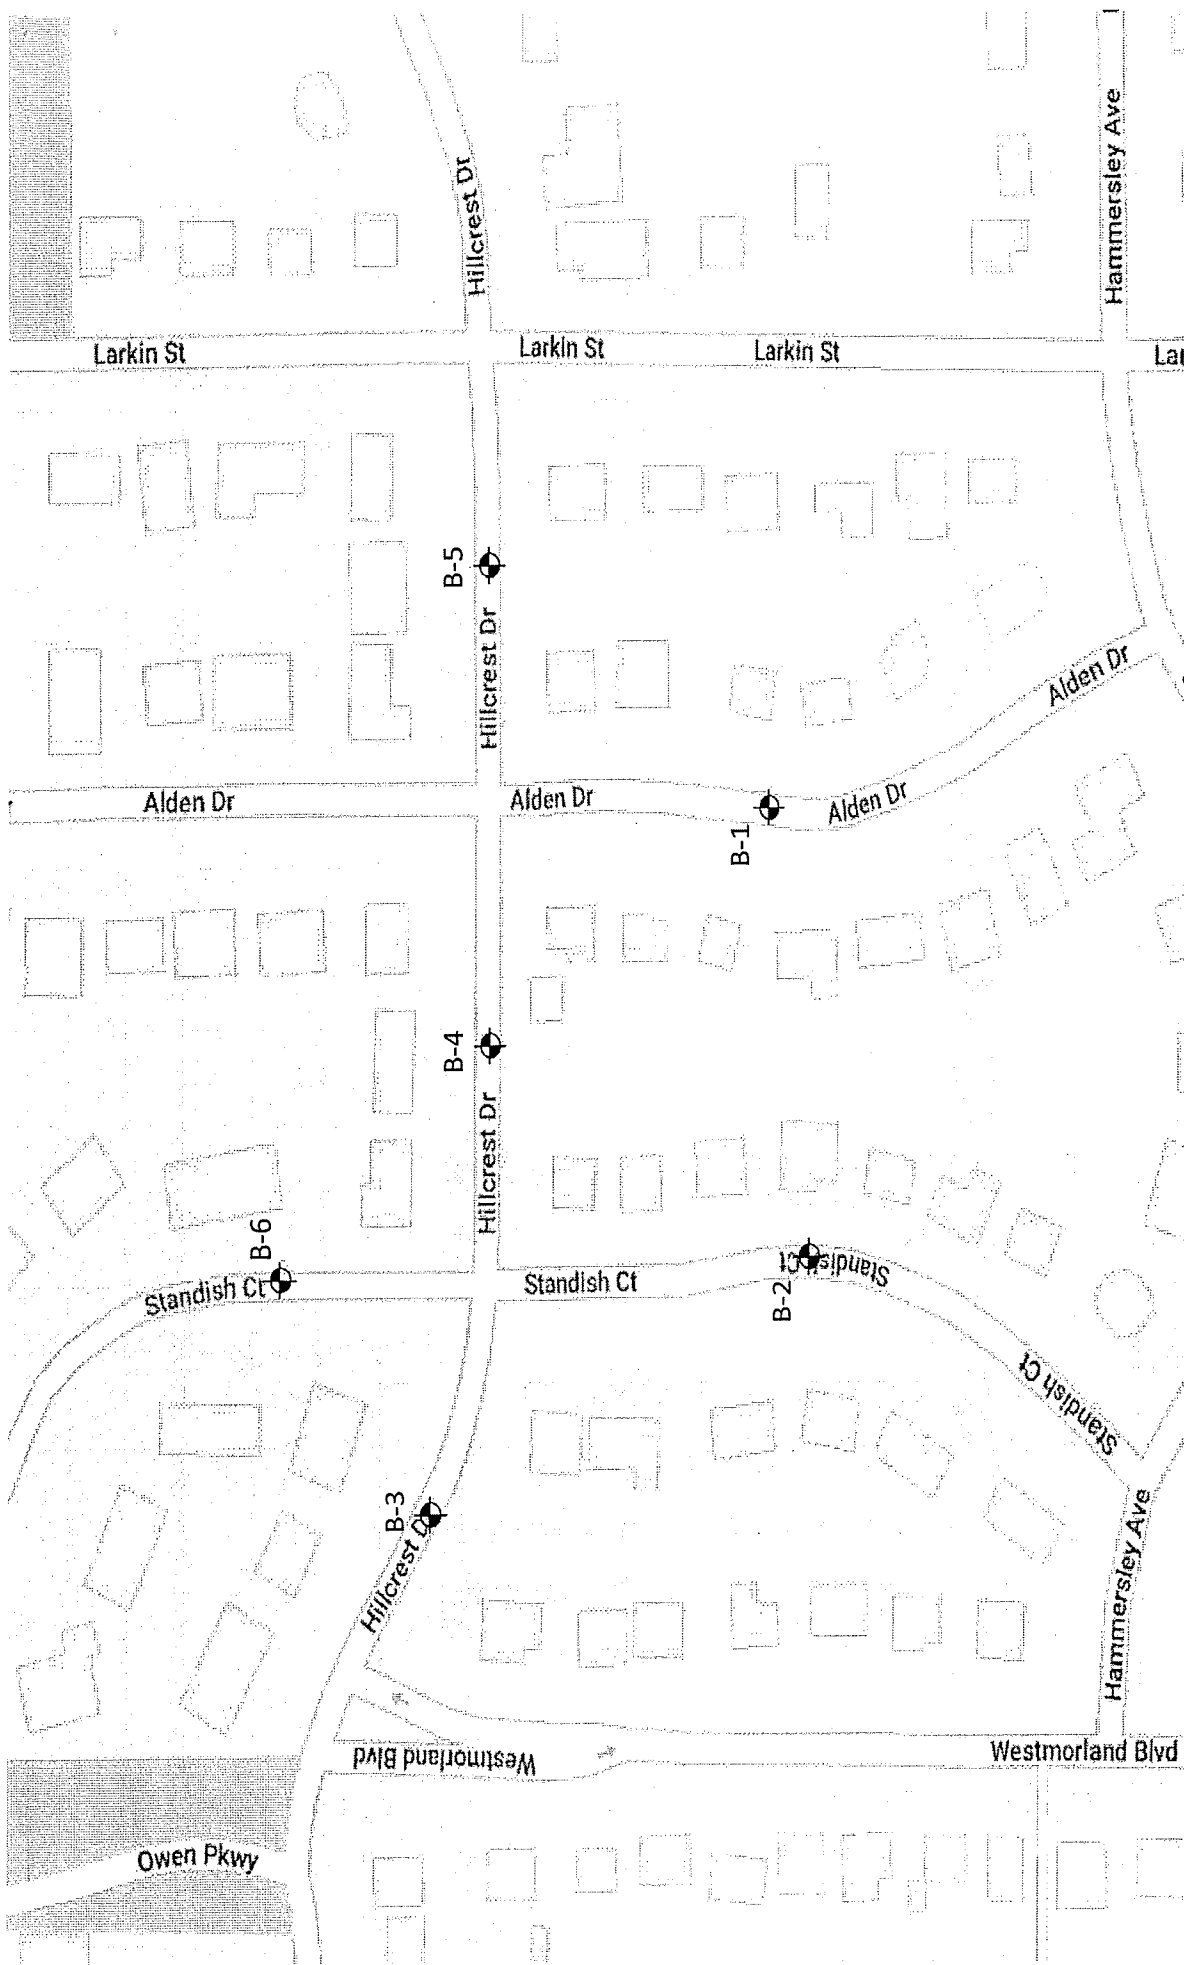 Hillcrest Dr
Hammersley Ave
Larkin St
Larkin St
Larkin St
Lar
B-5
Hillcrest Dr
Alden Dr
Alden Dr
Alden Dr
Alden Dr
B-1
B-4
Hillcrest Dr
B-6
Standish Ct
Standish Ct
Standish Ct
B-2
Standish Ct
B-3
Hillcrest Dr
Hammersley Ave
Westmorland Blvd
Westmorland Blvd
Owen Pkwy